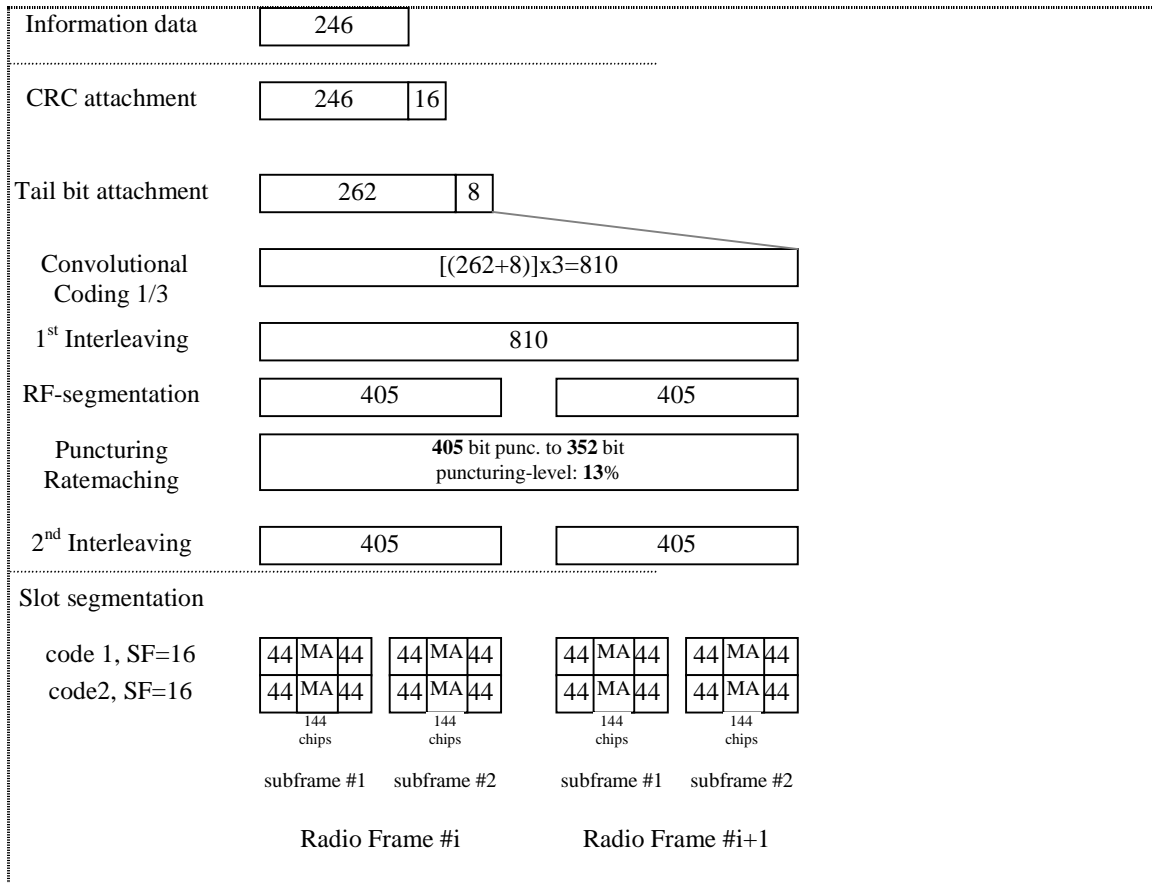 Information data 246
CRC attachment 246 16
Tail bit attachment 262 8
Convolutional
Coding 1/3
[(262+8)]x3=810
1st Interleaving 810
RF-segmentation 405 405
Puncturing
Ratemaching
405 bit punc. to 352 bit
puncturing-level: 13%
2nd Interleaving 405 405
Slot segmentation
code 1, SF=16 44 MA 44 44 MA 44 44 MA 44 44 MA 44
code2, SF=16 44 MA 44 44 MA 44 44 MA 44 44 MA 44
144 144 144 144
chips chips chips chips
subframe #1 subframe #2 subframe #1 subframe #2
Radio Frame #i Radio Frame #i+1